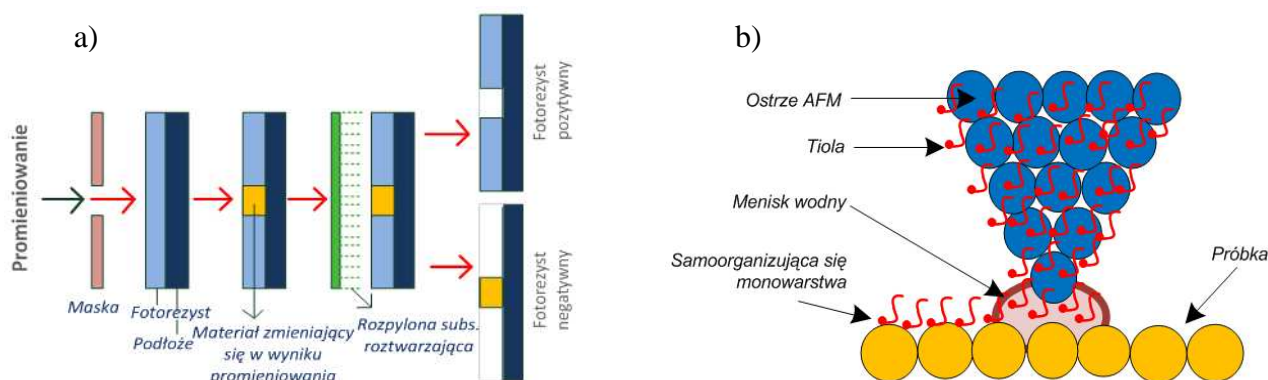 a)
Promieniowanie
Maska
Fotorezyst
Podłoże
Materiał zmieniający
się w wyniku
promieniowania
Rozpylona subs.
roztwarzająca
Fotorezyst
pozytywny
Fotorezyst
negatywny
b)
Ostrze AFM
Tiola
Menisk wodny
Samoorganizująca się
monowarstwa
Próbka